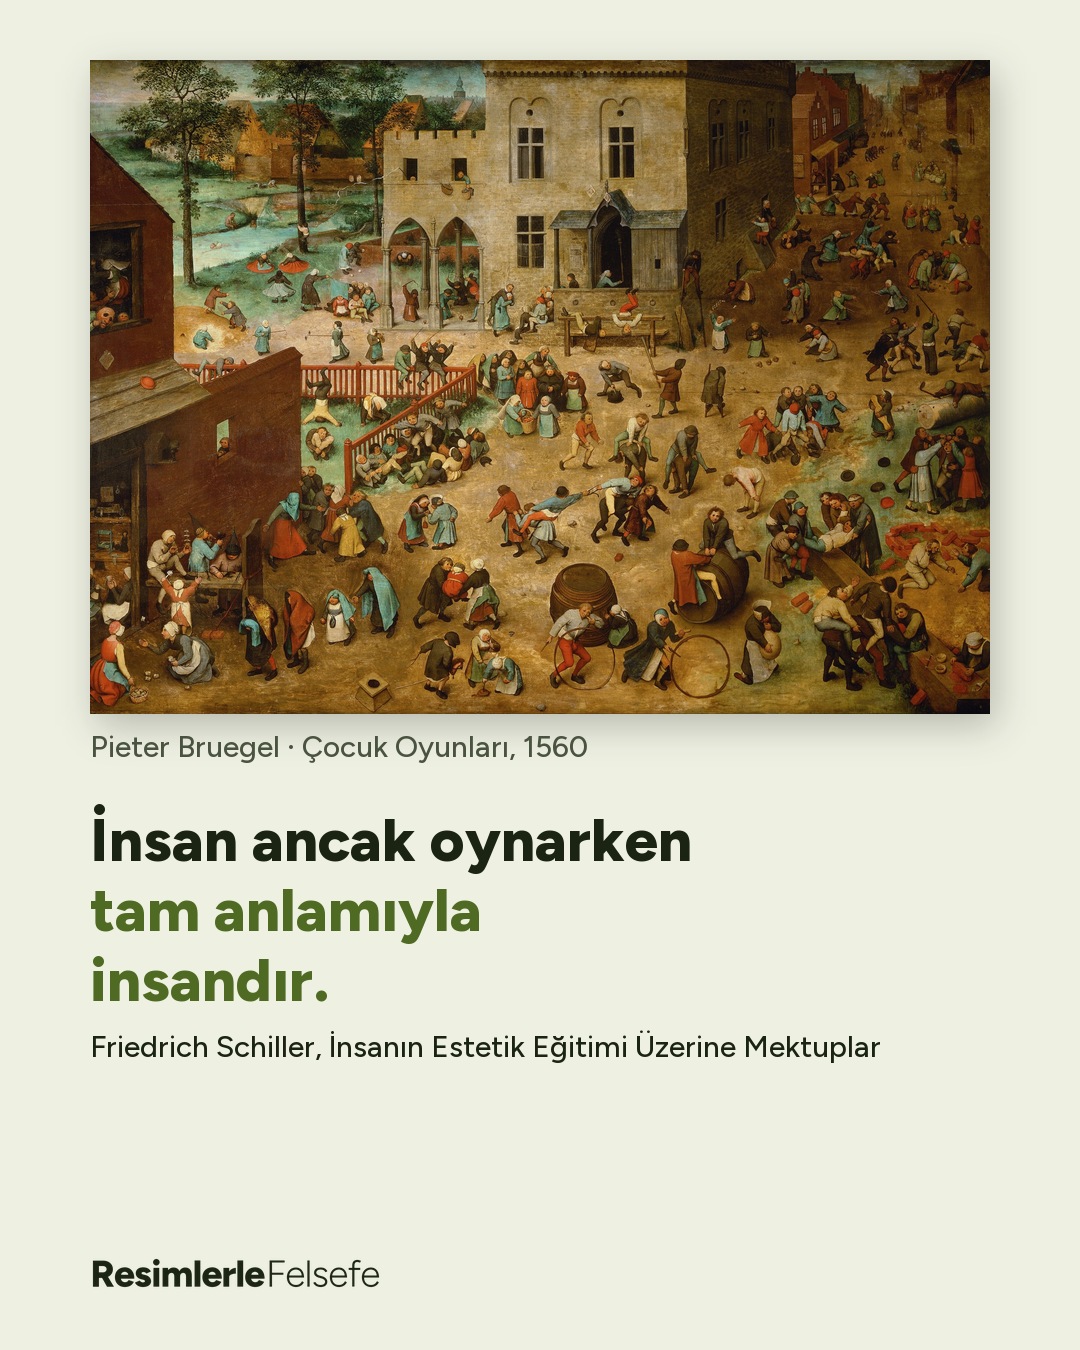 Pieter Bruegel · Çocuk Oyunları, 1560
İnsan ancak oynarken
tam anlamıyla
insandır.
Friedrich Schiller, İnsanın Estetik Eğitimi Üzerine Mektuplar
ResimlerleFelsefe